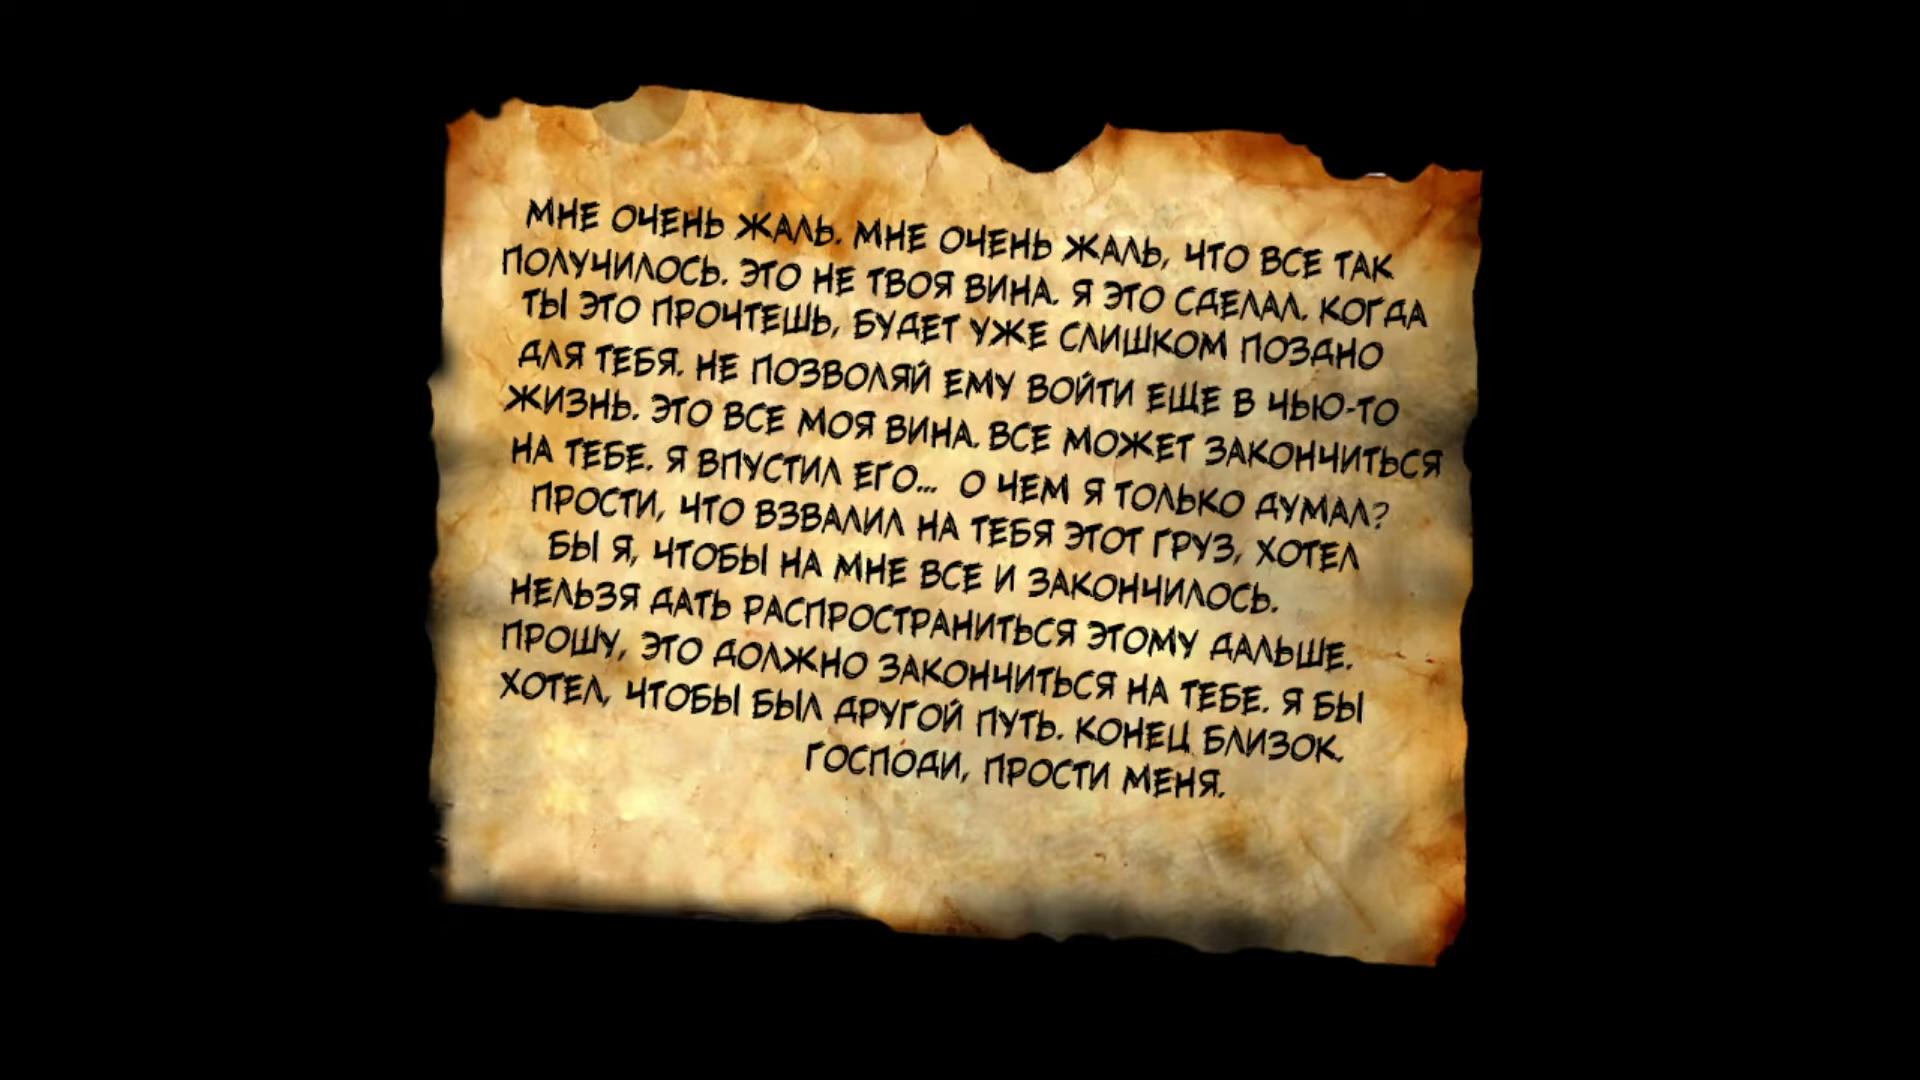 МНЕ ОЧЕНЬ ЖАЛЬ. МНЕ ОЧЕНЬ ЖАЛЬ, ЧТО ВСЕ ТАК
ПОЛУЧИЛОСЬ. ЭТО НЕ ТВОЯ ВИНА. Я ЭТО СДЕЛАЛ. КОГДА
ТЫ ЭТО ПРОЧТЕШЬ, БУДЕТ УЖЕ СЛИШКОМ ПОЗДНО
ДЛЯ ТЕБЯ. НЕ ПОЗВОЛЯЙ ЕМУ ВОЙТИ ЕЩЕ В ЧЬЮ-ТО
ЖИЗНЬ. ЭТО ВСЕ МОЯ ВИНА. ВСЕ МОЖЕТ ЗАКОНЧИТЬСЯ
НА ТЕБЕ. Я ВПУСТИЛ ЕГО... О ЧЕМ Я ТОЛЬКО ДУМАЛ?
ПРОСТИ, ЧТО ВЗВАЛИЛ НА ТЕБЯ ЭТОТ ГРУЗ, ХОТЕЛ
БЫ Я, ЧТОБЫ НА МНЕ ВСЕ И ЗАКОНЧИЛОСЬ.
НЕЛЬЗЯ ДАТЬ РАСПРОСТРАНИТЬСЯ ЭТОМУ ДАЛЬШЕ.
ПРОШУ, ЭТО ДОЛЖНО ЗАКОНЧИТЬСЯ НА ТЕБЕ. Я БЫ
ХОТЕЛ, ЧТОБЫ БЫЛ ДРУГОЙ ПУТЬ. КОНЕЦ БЛИЗОК.
ГОСПОДИ, ПРОСТИ МЕНЯ.